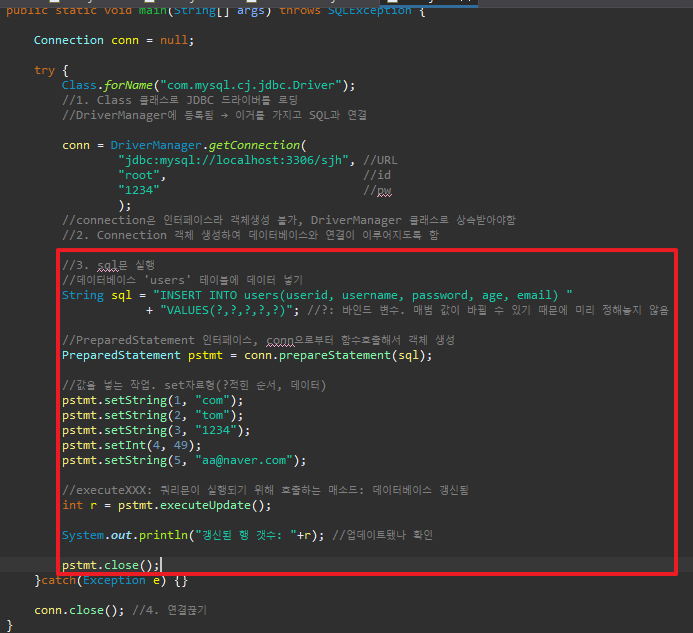 public static void main(String[] args) throws SQLException {
Connection conn = null;
try {
Class.forName("com.mysql.cj.jdbc.Driver");
//1. Class 클래스로 JDBC 드라이버를 로딩
//DriverManager에 등록됨 → 이거를 가지고 SQL과 연결
conn = DriverManager.getConnection(
"jdbc:mysql://localhost:3306/sjh", //URL
"root", //id
"1234" //pw
);
//connection은 인터페이스라 객체생성 불가, DriverManager 클래스로 상속받아야함
//2. Connection 객체 생성하여 데이터베이스와 연결이 이루어지도록 함
//3. sql문 실행
//데이터베이스 'users' 테이블에 데이터 넣기
String sql = "INSERT INTO users(userid, username, password, age, email) "
+ "VALUES(?,?,?,?,?)"; //?: 바인드 변수. 매범 값이 바뀔 수 있기 때문에 미리 정해놓지 않음
//PreparedStatement 인터페이스, conn으로부터 함수호출해서 객체 생성
PreparedStatement pstmt = conn.prepareStatement(sql);
//값을 넣는 작업. set자료형(?적힌 순서, 데이터)
pstmt.setString(1, "com");
pstmt.setString(2, "tom");
pstmt.setString(3, "1234");
pstmt.setInt(4, 49);
pstmt.setString(5, "aa@naver.com");
//executeXXX: 쿼리문이 실행되기 위해 호출하는 매소드: 데이터베이스 갱신됨
int r = pstmt.executeUpdate();
System.out.println("갱신된 행 갯수: "+r); //업데이트됐나 확인
pstmt.close();
}catch(Exception e) {}
conn.close(); //4. 연결끊기
}